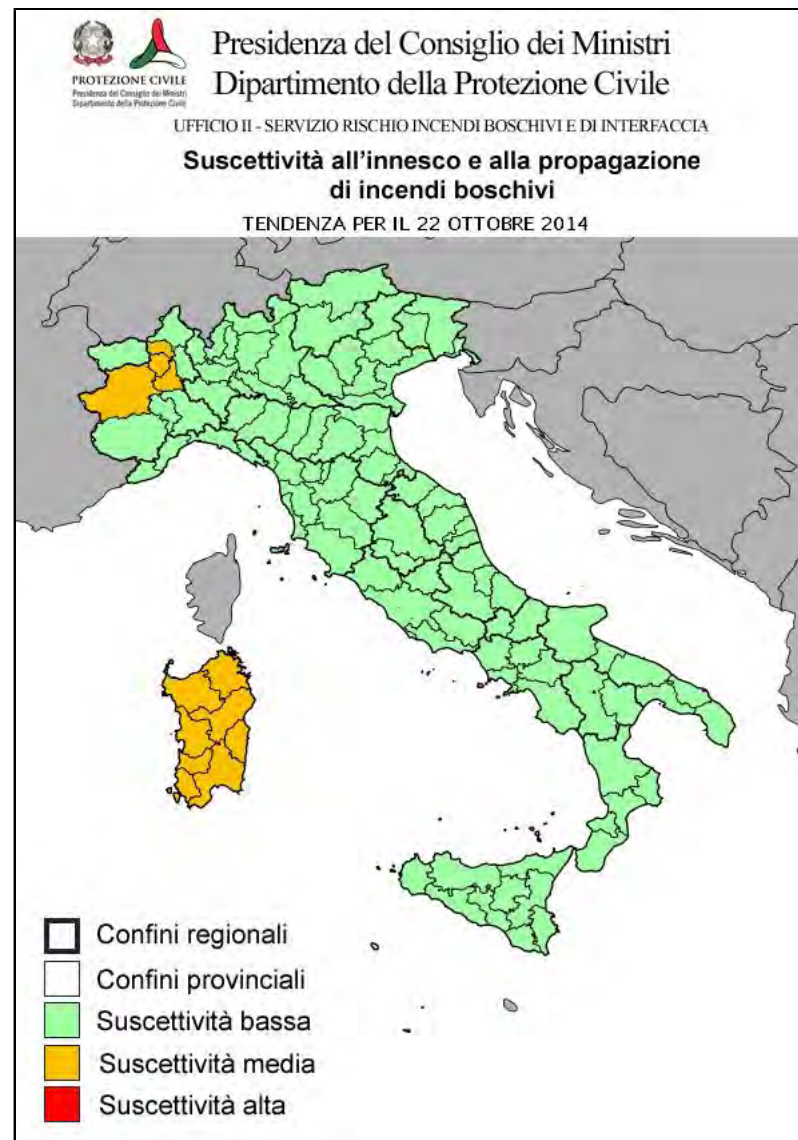 PROTEZIONE CIVILE
Presidenza del Consiglio dei Ministri
Dipartimento della Protezione Civile
Presidenza del Consiglio dei Ministri
Dipartimento della Protezione Civile
UFFICIO II - SERVIZIO RISCHIO INCENDI BOSCHIVI E DI INTERFACCIA
Suscettività all'innesco e alla propagazione
di incendi boschivi
TENDENZA PER IL 22 OTTOBRE 2014
Confini regionali
Confini provinciali
Suscettività bassa
Suscettività media
Suscettività alta